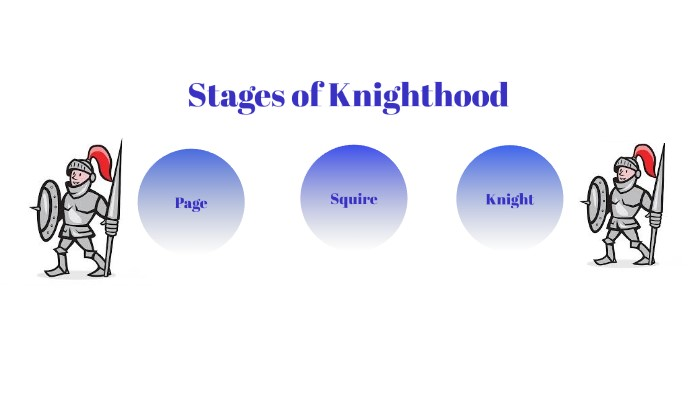 Stages of Knighthood
Page
Squire
Knight